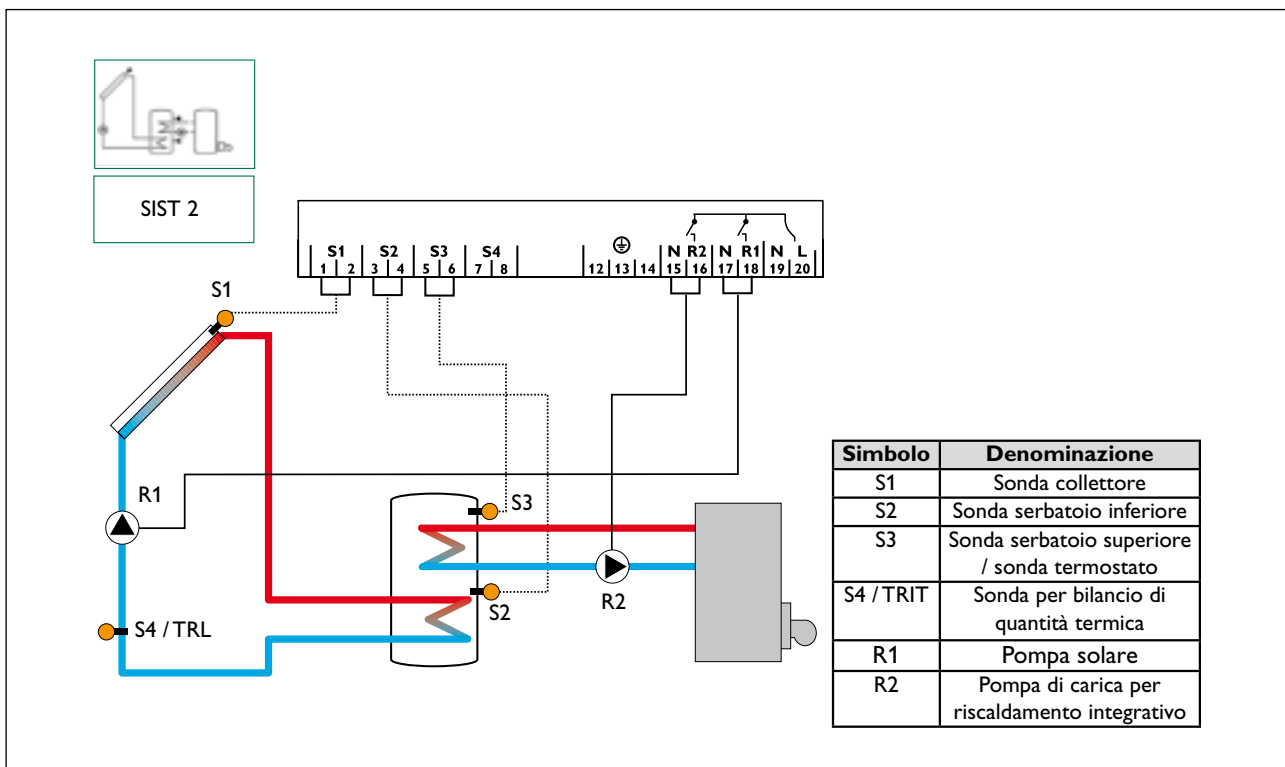 SIST 2
S1 S2 S3 S4 N R2 N R1 N L
1 2 3 4 5 6 7 8 12 13 14 15 16 17 18 19 20
S1
R1
S3
S2
R2
S4 / TRL
Simbolo Denominazione
S1 Sonda collettore
S2 Sonda serbatoio inferiore
S3 Sonda serbatoio superiore
/ sonda termostato
S4 / TRIT Sonda per bilancio di
quantità termica
R1 Pompa solare
R2 Pompa di carica per
riscaldamento integrativo